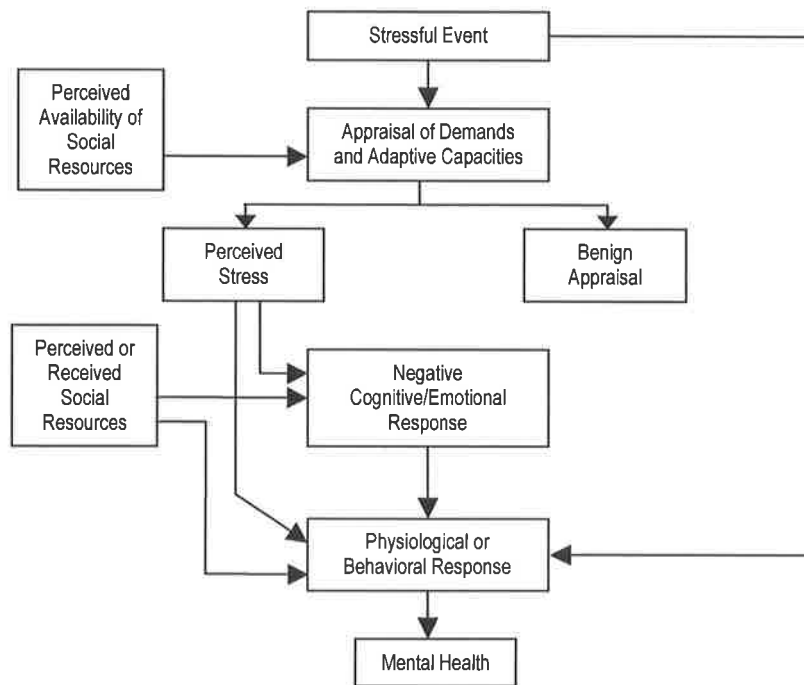 Stressful Event
Perceived
Availability of
Social
Resources
Appraisal of Demands
and Adaptive Capacities
Perceived
Stress
Benign
Appraisal
Perceived or
Received
Social
Resources
Negative
Cognitive/Emotional
Response
Physiological or
Behavioral Response
Mental Health